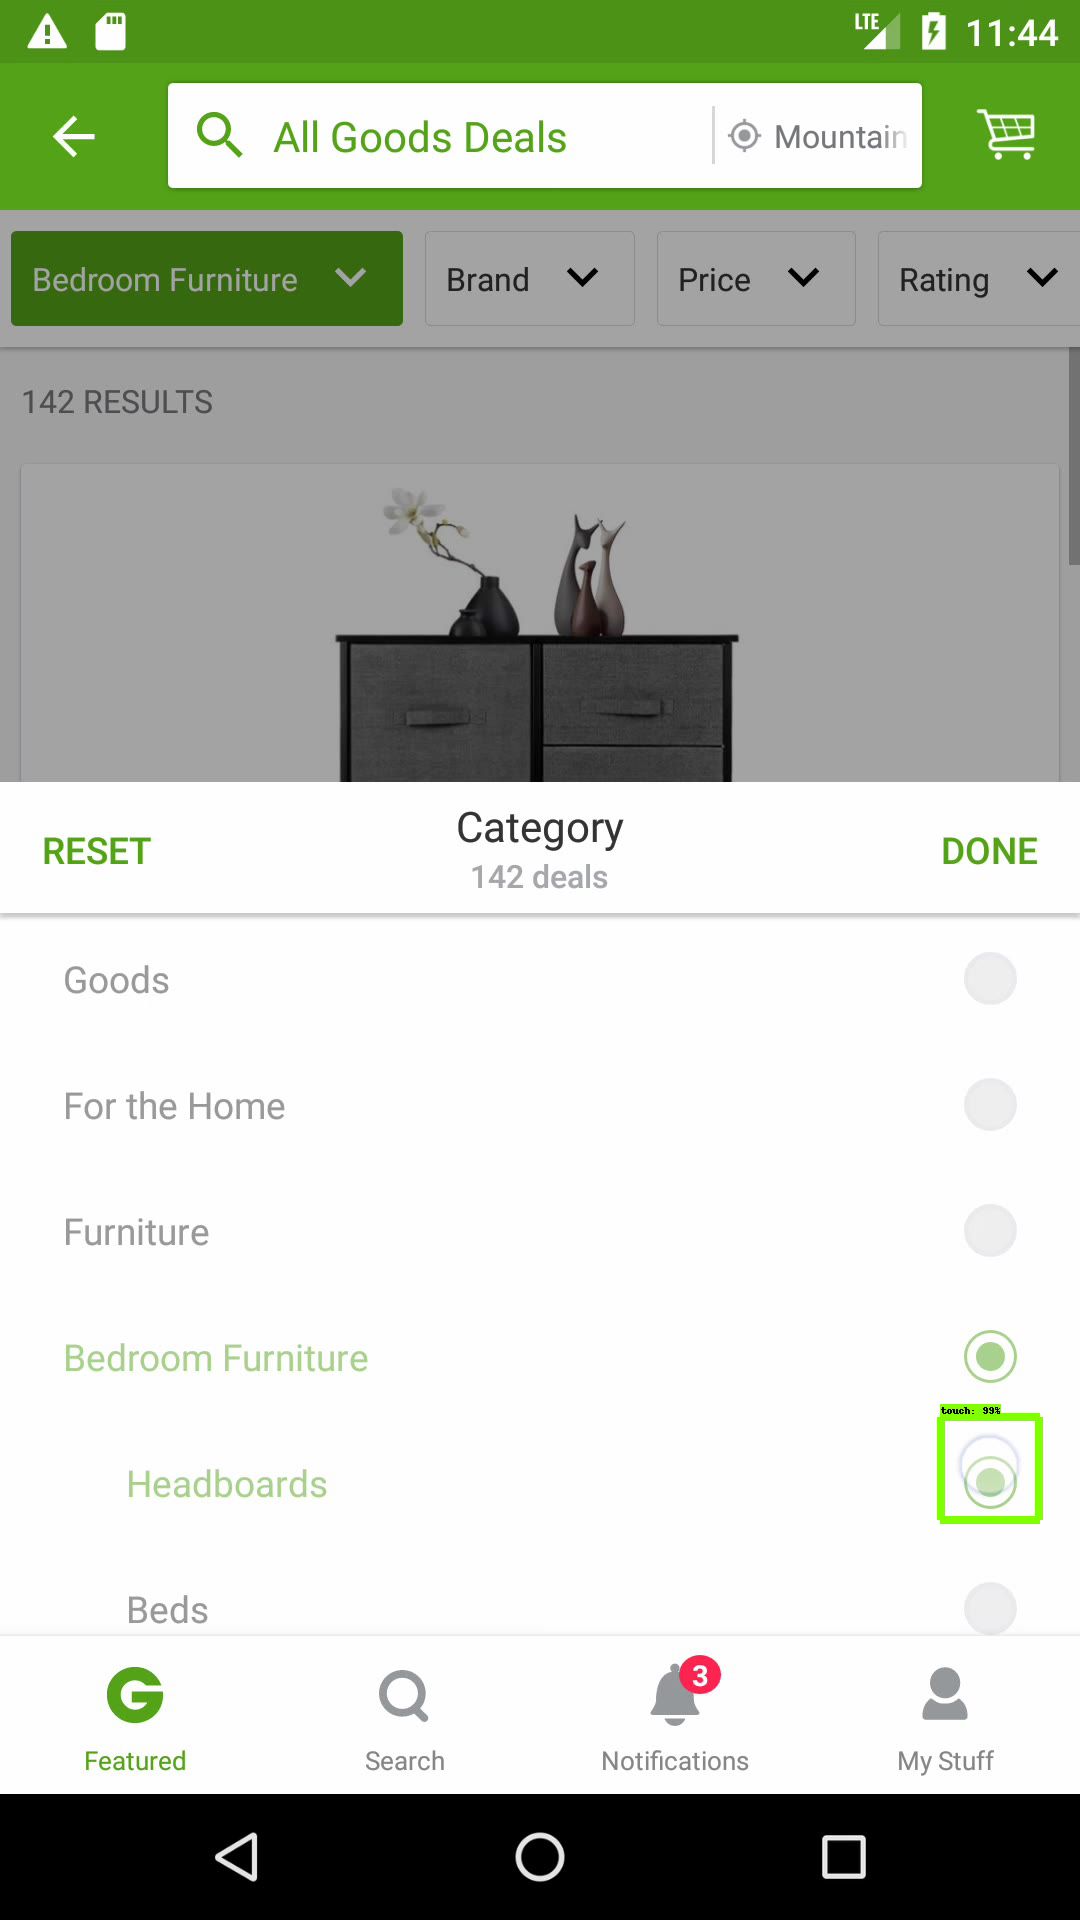 LTE 11:44
All Goods Deals Mountain
Bedroom Furniture Brand Price Rating
142 RESULTS
RESET Category DONE
142 deals
Goods
For the Home
Furniture
Bedroom Furniture
touch: 99%
Headboards
Beds
3
Featured Search Notifications My Stuff